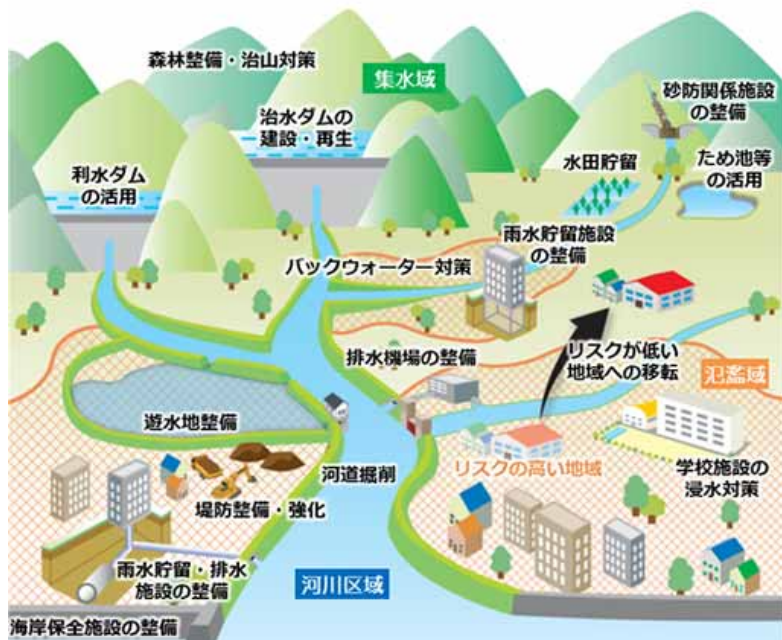 森林整備・治山対策
集水域
砂防関係施設
の整備
治水ダムの
建設・再生
水田貯留
ため池等
の活用
利水ダム
の活用
雨水貯留施設
の整備
バックウォーター対策
排水機場の整備
リスクが低い
地域への移転
氾濫域
遊水地整備
リスクの高い地域
学校施設の
浸水対策
河道掘削
堤防整備・強化
雨水貯留・排水
施設の整備
河川区域
海岸保全施設の整備